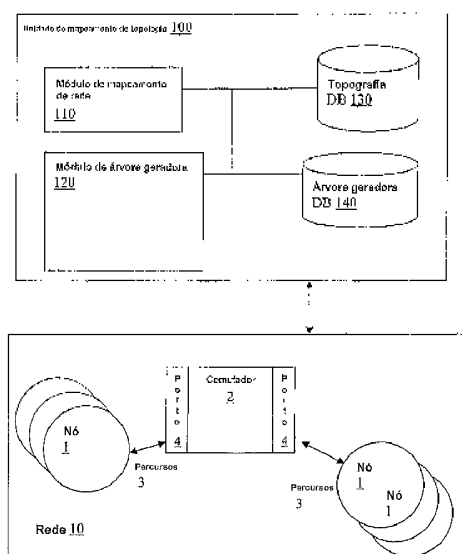 Unidade de mapeamento de topologia 100
Módulo de mapeamento
de rede
110
Topografia
DB 130
Módulo de árvore geradora
120
Árvore geradora
DB 140
Porto
4
Comutador
2
Porto
4
Nó
1
Percursos
3
Nó
1
Nó
1
Percursos
3
Rede 10